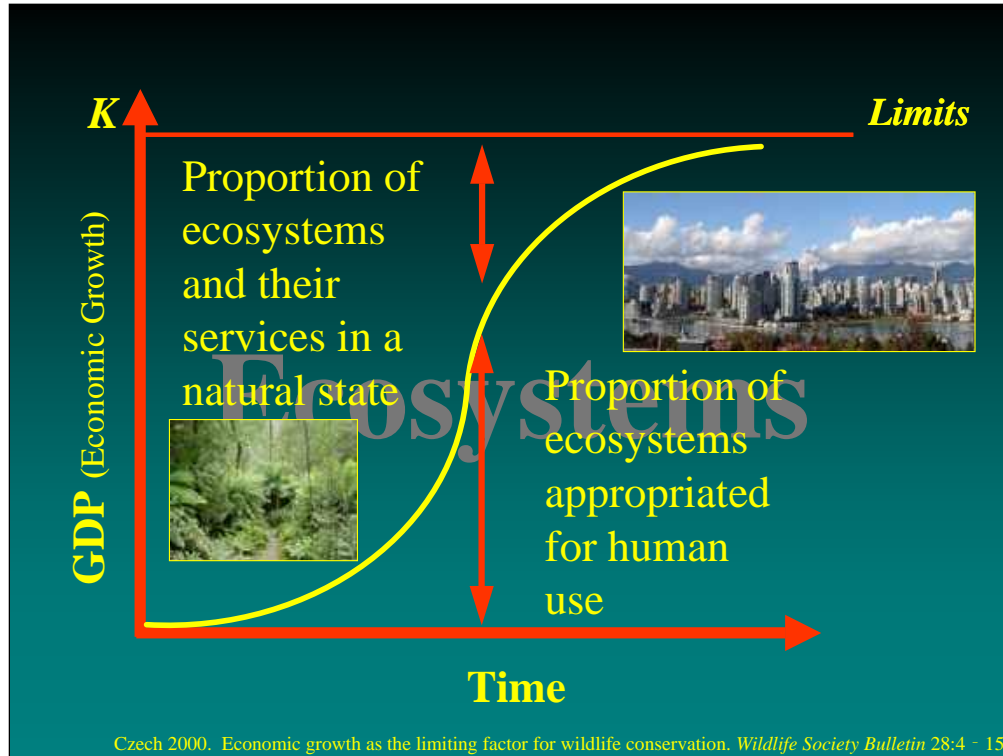 K
Limits
Proportion of
ecosystems
and their
services in a
natural state
GDP (Economic Growth)
Ecosystems
Proportion of
ecosystems
appropriated
for human
use
Time
Czech 2000. Economic growth as the limiting factor for wildlife conservation. Wildlife Society Bulletin 28:4 - 15